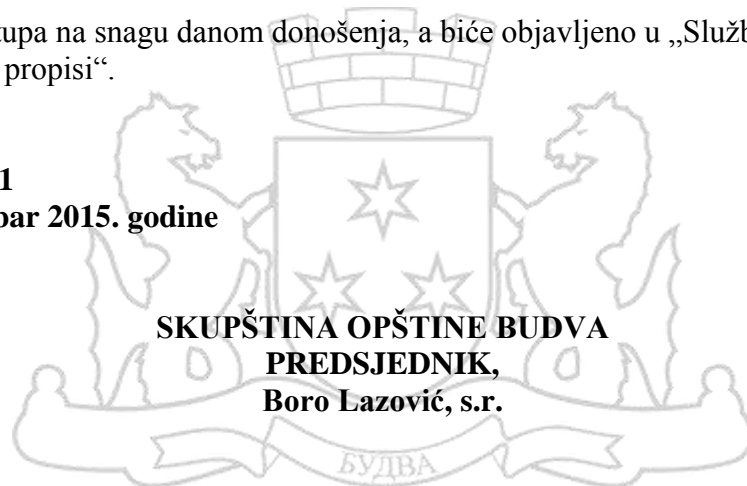 tupa na snagu danom donošenja, a biće objavljeno u „Služb
propisi“.
1
bar 2015. godine
SKUPŠTINA OPŠTINE BUDVA
PREDSJEDNIK,
Boro Lazović, s.r.
БУДВА